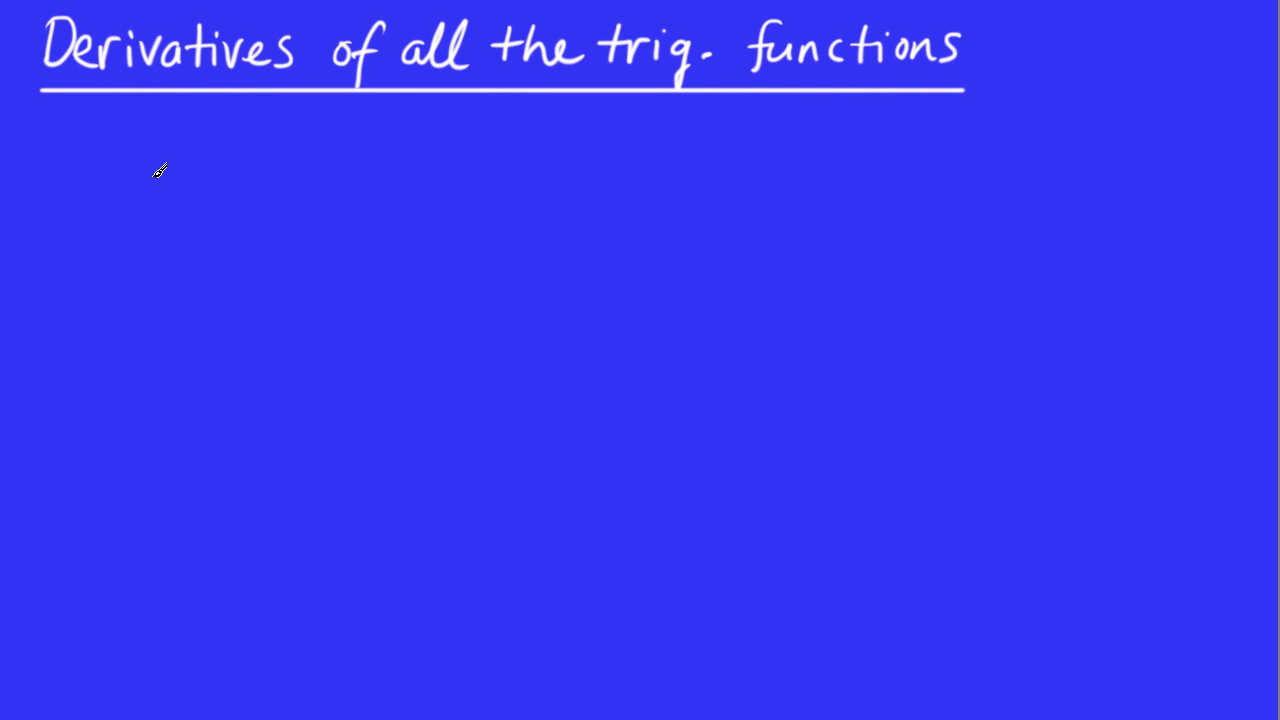 Derivatives of all the trig. functions